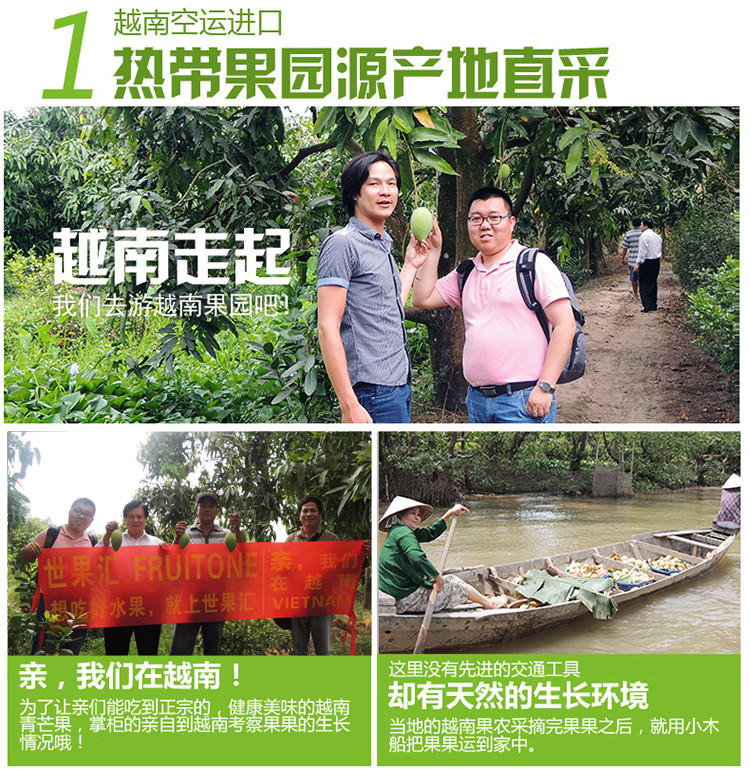 1
越南空运进口
热带果园源产地直采
越南走起
我们去游越南果园吧！
世果汇 FRUITONE
想吃好水果，就上世果汇
亲，我们
在越南
VIETNAM
亲，我们在越南！
为了让亲们能吃到正宗的，健康美味的越南
青芒果，掌柜的亲自到越南考察果果的生长
情况哦！
这里没有先进的交通工具
却有天然的生长环境
当地的越南果农采摘完果果之后，就用小木
船把果果运到家中。